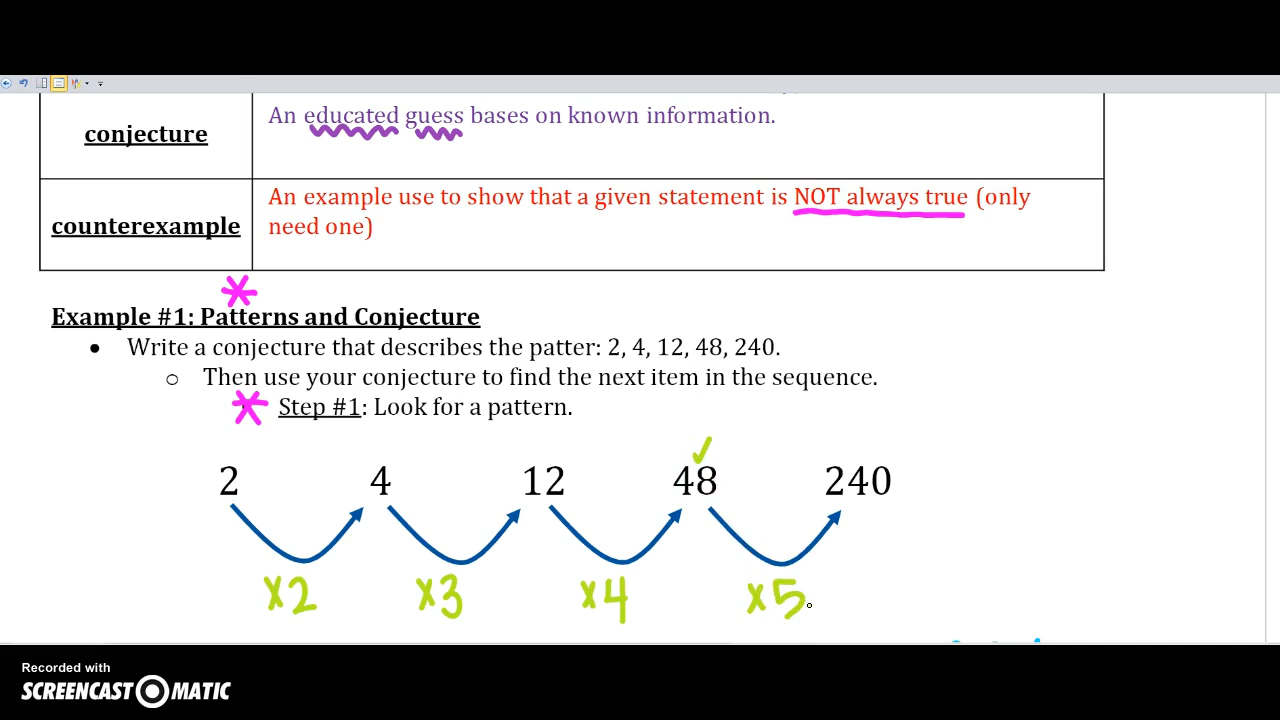 An educated guess bases on known information.
conjecture
An example use to show that a given statement is NOT always true (only
need one)
counterexample
Example #1: Patterns and Conjecture
Write a conjecture that describes the patter: 2, 4, 12, 48, 240.
Then use your conjecture to find the next item in the sequence.
Step #1: Look for a pattern.
2 4 12 48 240
x2 x3 x4 x5
Recorded with
SCREENCAST MATIC